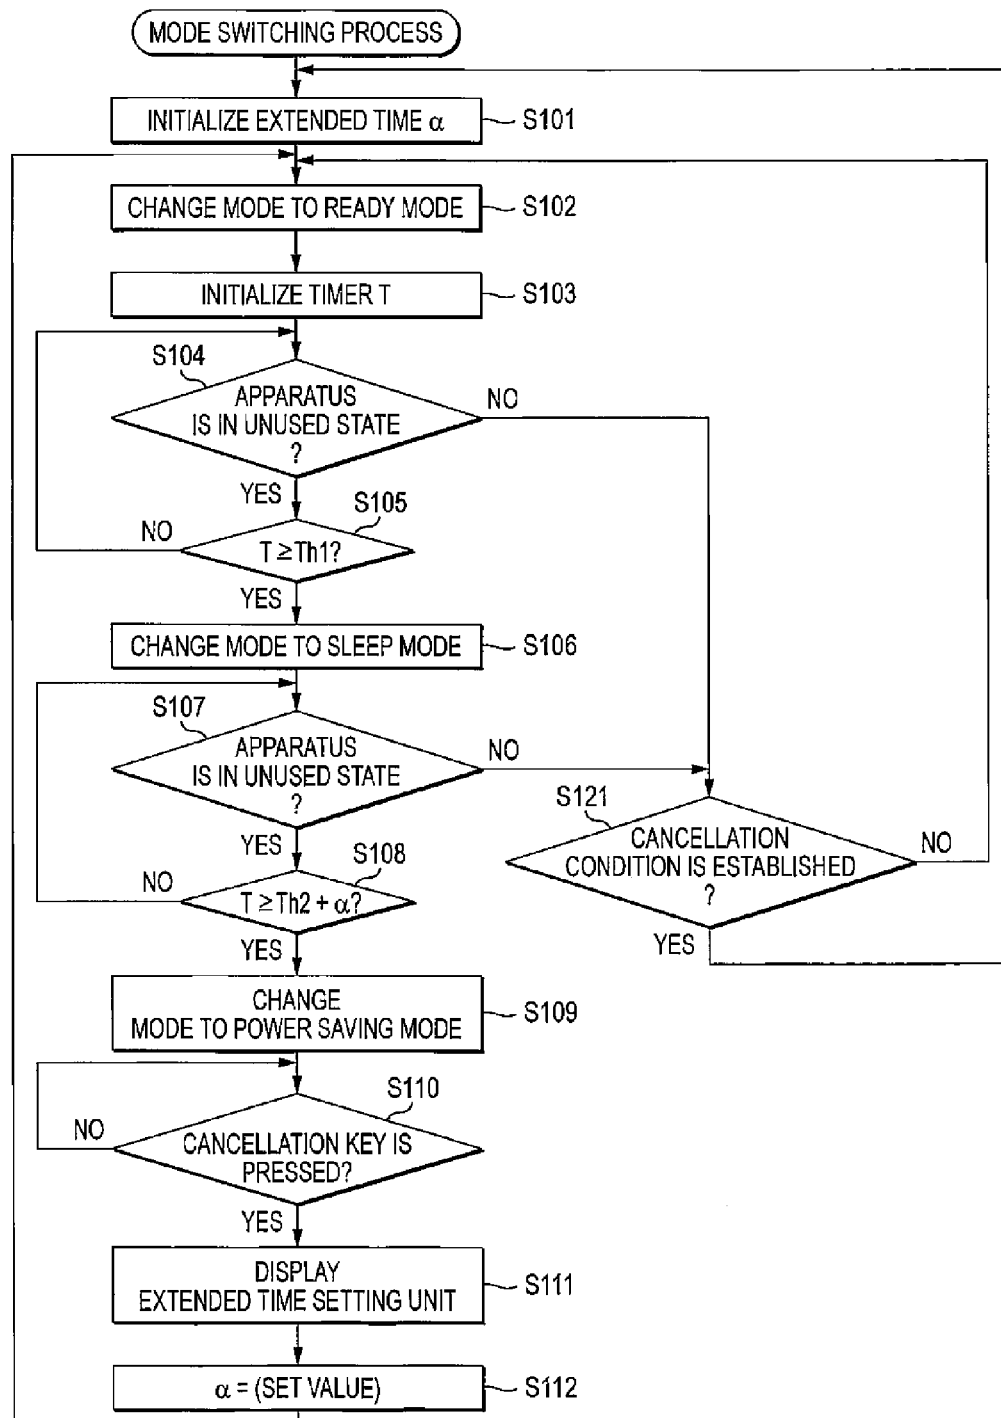 MODE SWITCHING PROCESS
INITIALIZE EXTENDED TIME α
S101
CHANGE MODE TO READY MODE
S102
INITIALIZE TIMER T
S103
S104
APPARATUS
IS IN UNUSED STATE
?
NO
YES
S105
NO
T ≧Th1?
YES
CHANGE MODE TO SLEEP MODE
S106
S107
APPARATUS
IS IN UNUSED STATE
?
NO
YES
S121
CANCELLATION
CONDITION IS ESTABLISHED
?
NO
YES
S108
NO
T ≧Th2 + α?
YES
CHANGE
MODE TO POWER SAVING MODE
S109
S110
NO
CANCELLATION KEY IS
PRESSED?
YES
DISPLAY
EXTENDED TIME SETTING UNIT
S111
α = (SET VALUE)
S112